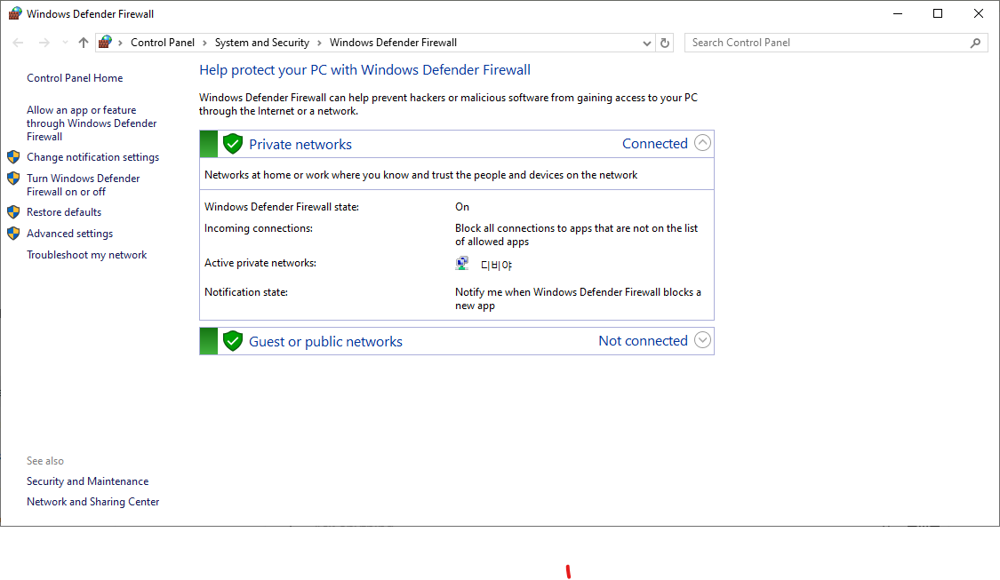 Windows Defender Firewall
Control Panel > System and Security > Windows Defender Firewall
Search Control Panel
Control Panel Home
Allow an app or feature
through Windows Defender
Firewall
Change notification settings
Turn Windows Defender
Firewall on or off
Restore defaults
Advanced settings
Troubleshoot my network
See also
Security and Maintenance
Network and Sharing Center
Help protect your PC with Windows Defender Firewall
Windows Defender Firewall can help prevent hackers or malicious software from gaining access to your PC
through the Internet or a network.
Private networks Connected
Networks at home or work where you know and trust the people and devices on the network
Windows Defender Firewall state: On
Incoming connections: Block all connections to apps that are not on the list
of allowed apps
Active private networks: 디비야
Notification state: Notify me when Windows Defender Firewall blocks a
new app
Guest or public networks Not connected